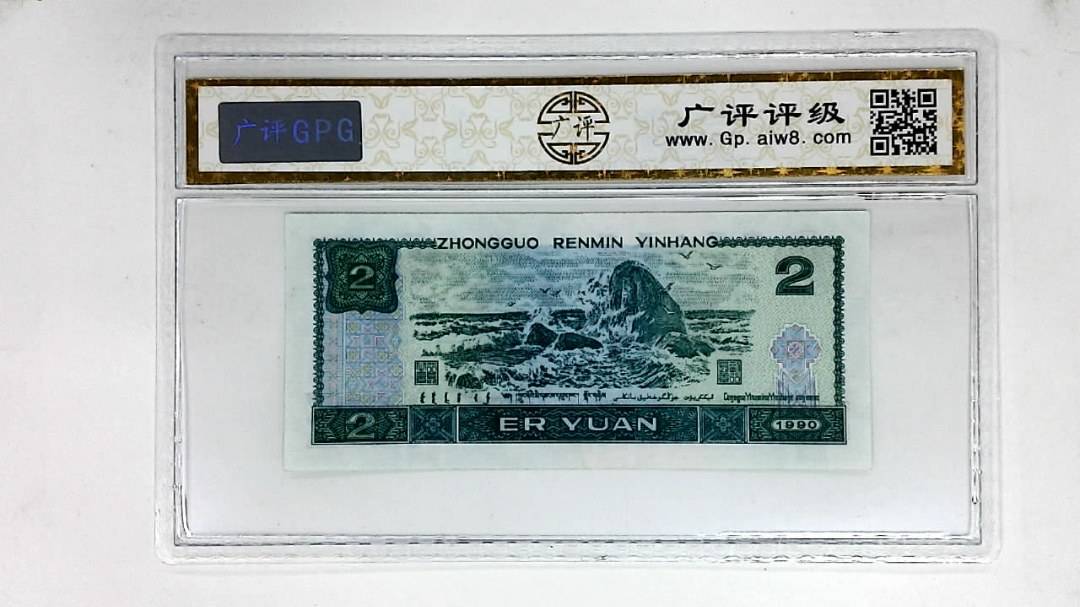 广评GPG
广评
广评评级
www. Gp. aiw8. com
ZHONGGUO RENMIN YINHANG
2
2
2
ER YUAN
1990